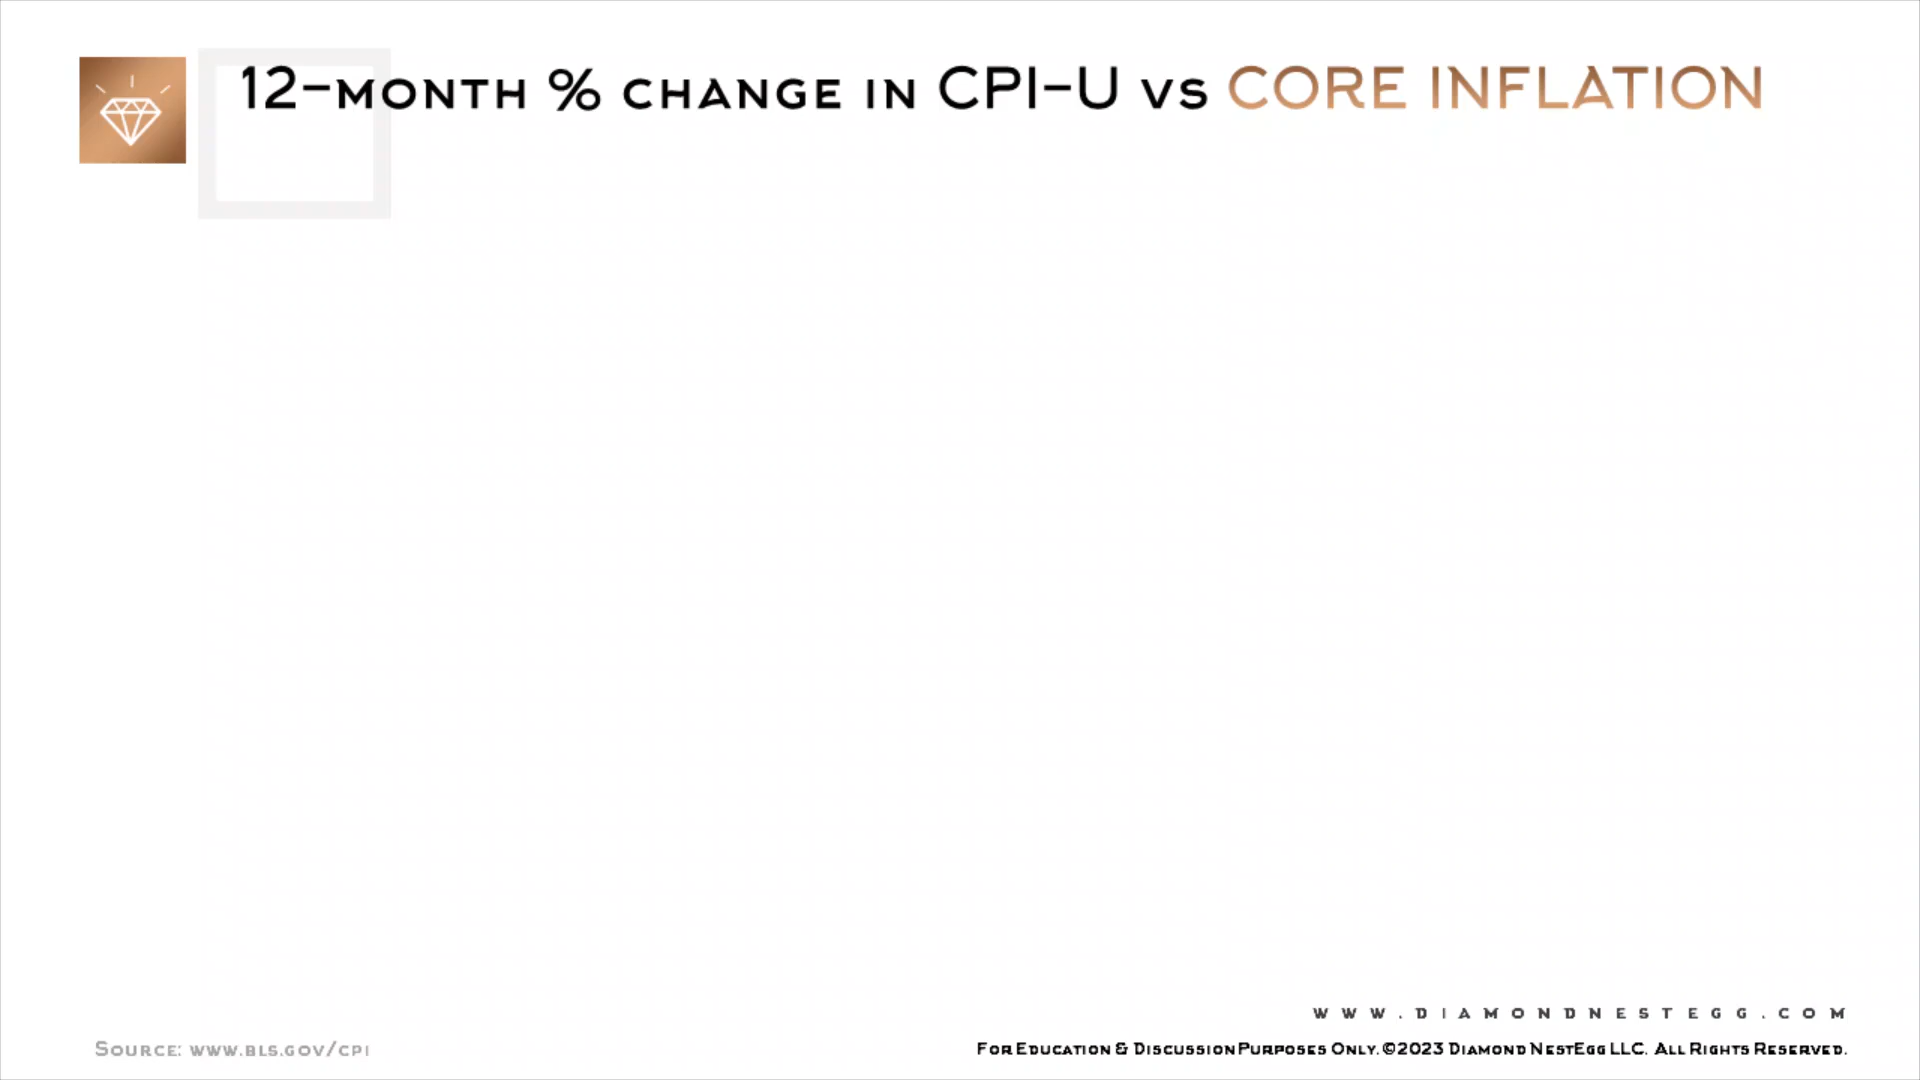 12-month % change in CPI-U vs CORE INFLATION
WWW.DIAMONDNESTEGG.COM
Source: www.bls.gov/cpi
For Education & Discussion Purposes Only. ©2023 Diamond NestEgg LLC. All Rights Reserved.